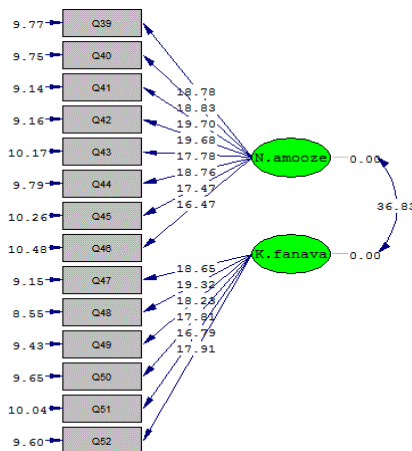 9.77 Q39
9.75 Q40
9.14 Q41
9.16 Q42
10.17 Q43
9.79 Q44
10.26 Q45
10.48 Q46
9.15 Q47
8.55 Q48
9.43 Q49
9.65 Q50
10.04 Q51
9.60 Q52
18.78
18.83
19.70
19.68
17.78
18.76
17.47
16.47
18.65
19.32
18.23
17.81
16.79
17.91
N.amooze 0.00
K.fanava 0.00
36.83